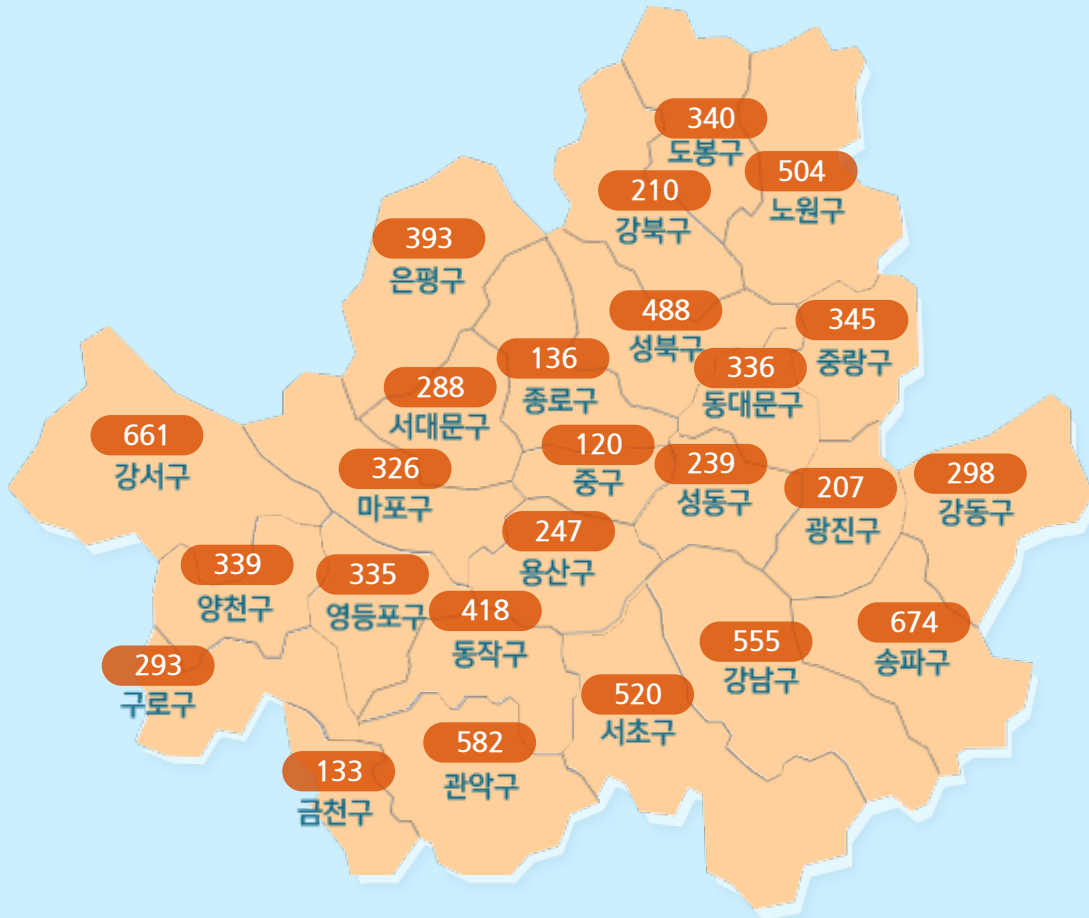 340
도봉구
504
노원구
210
강북구
393
은평구
488
성북구
345
중랑구
136
종로구
336
동대문구
288
서대문구
661
강서구
120
중구
239
성동구
326
마포구
298
강동구
207
광진구
247
용산구
339
양천구
335
영등포구
418
동작구
674
송파구
555
강남구
293
구로구
520
서초구
582
관악구
133
금천구